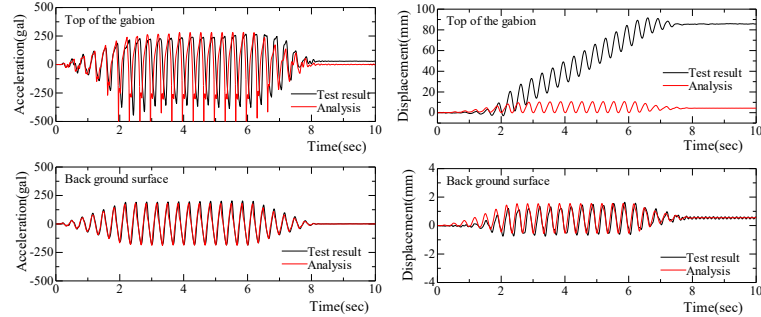 Top of the gabion
Acceleration(gal)
500
250
0
-250
-500
Test result
Analysis
0 2 4 6 8 10
Time(sec)
Top of the gabion
Displacement(mm)
100
80
60
40
20
0
Test result
Analysis
0 2 4 6 8 10
Time(sec)
Back ground surface
Acceleration(gal)
500
250
0
-250
-500
Test result
Analysis
0 2 4 6 8 10
Time(sec)
Back ground surface
Displacement(mm)
4
2
0
-2
-4
Test result
Analysis
0 2 4 6 8 10
Time(sec)